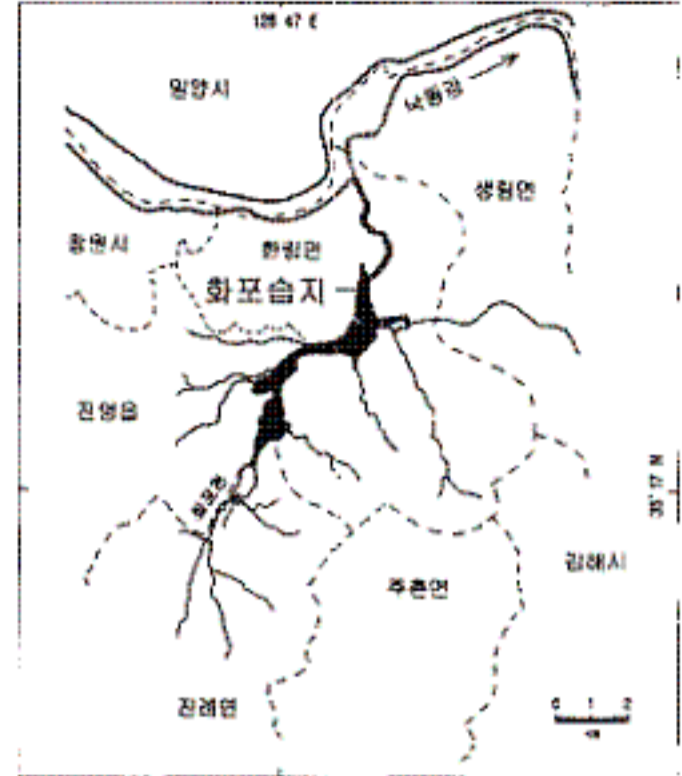 128 47 E
밀양시
낙동강
생림면
창원시
한림면
화포습지
진영읍
화포천
35°17 N
김해시
주촌면
진례면
0 1 2